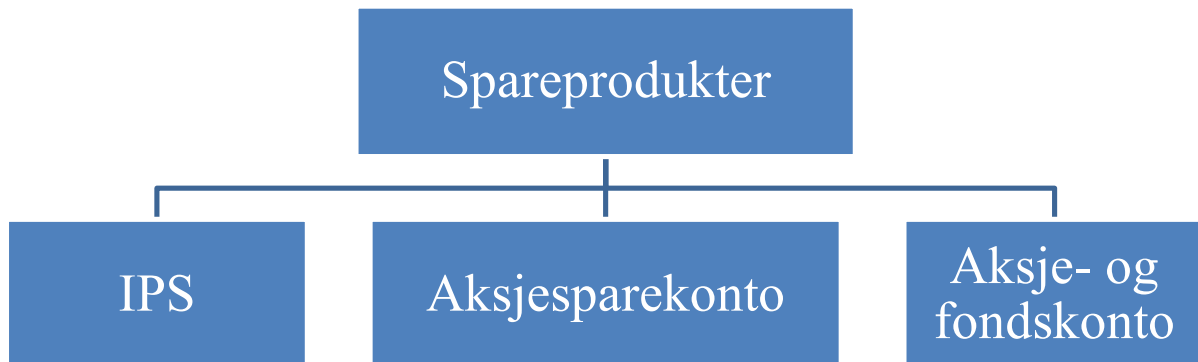 Spareprodukter
IPS
Aksjesparekonto
Aksje- og
fondskonto